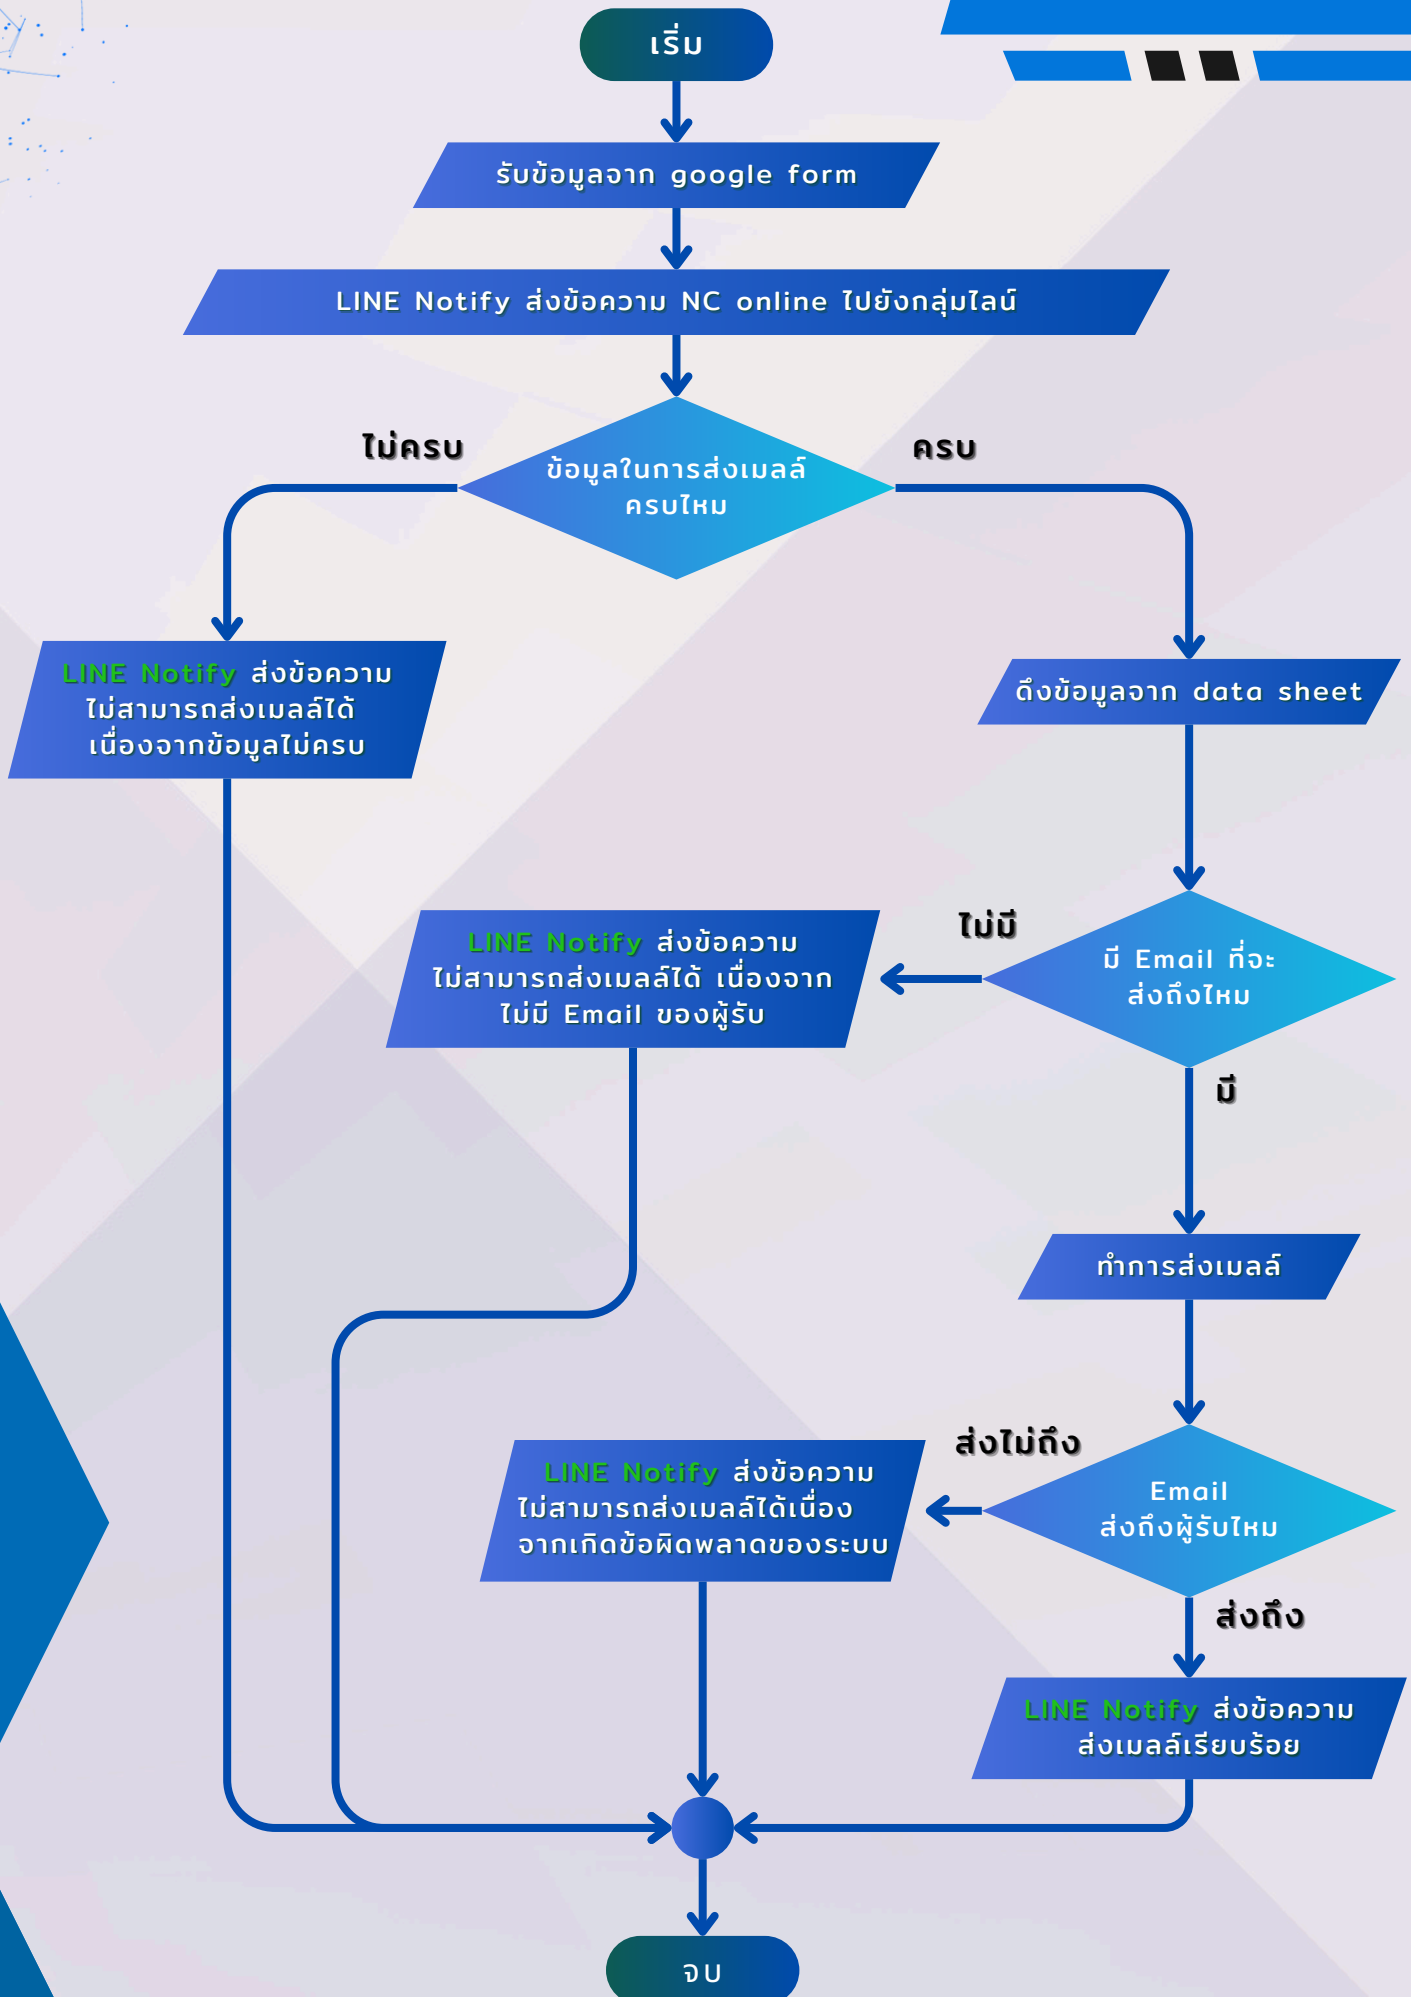 เริ่ม
รับข้อมูลจาก google form
LINE Notify ส่งข้อความ NC online ไปยังกลุ่มไลน์
ไม่ครบ
ครบ
ข้อมูลในการส่งเมลล์
ครบไหม
LINE Notify ส่งข้อความ
ไม่สามารถส่งเมลล์ได้
เนื่องจากข้อมูลไม่ครบ
ดึงข้อมูลจาก data sheet
ไม่มี
มี Email ที่จะ
ส่งถึงไหม
LINE Notify ส่งข้อความ
ไม่สามารถส่งเมลล์ได้ เนื่องจาก
ไม่มี Email ของผู้รับ
มี
ทำการส่งเมลล์
ส่งไม่ถึง
Email
ส่งถึงผู้รับไหม
LINE Notify ส่งข้อความ
ไม่สามารถส่งเมลล์ได้เนื่อง
จากเกิดข้อผิดพลาดของระบบ
ส่งถึง
LINE Notify ส่งข้อความ
ส่งเมลล์เรียบร้อย
จบ